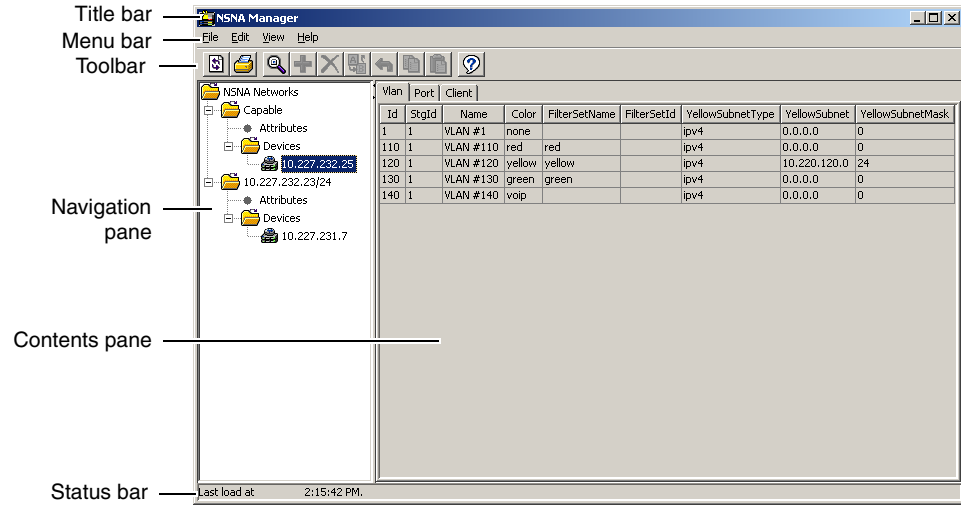 Title bar
NSNA Manager
Menu bar
File Edit View Help
Toolbar
NSNA Networks
Capable
Attributes
Devices
10.227.232.25
10.227.232.23/24
Attributes
Devices
10.227.231.7
Navigation
pane
Vlan Port Client
Id StgId Name Color FilterSetName FilterSetId YellowSubnetType YellowSubnet YellowSubnetMask
1 1 VLAN #1 none ipv4 0.0.0.0 0
110 1 VLAN #110 red red ipv4 0.0.0.0 0
120 1 VLAN #120 yellow yellow ipv4 10.220.120.0 24
130 1 VLAN #130 green green ipv4 0.0.0.0 0
140 1 VLAN #140 voip ipv4 0.0.0.0 0
Contents pane
Status bar
Last load at 2:15:42 PM.